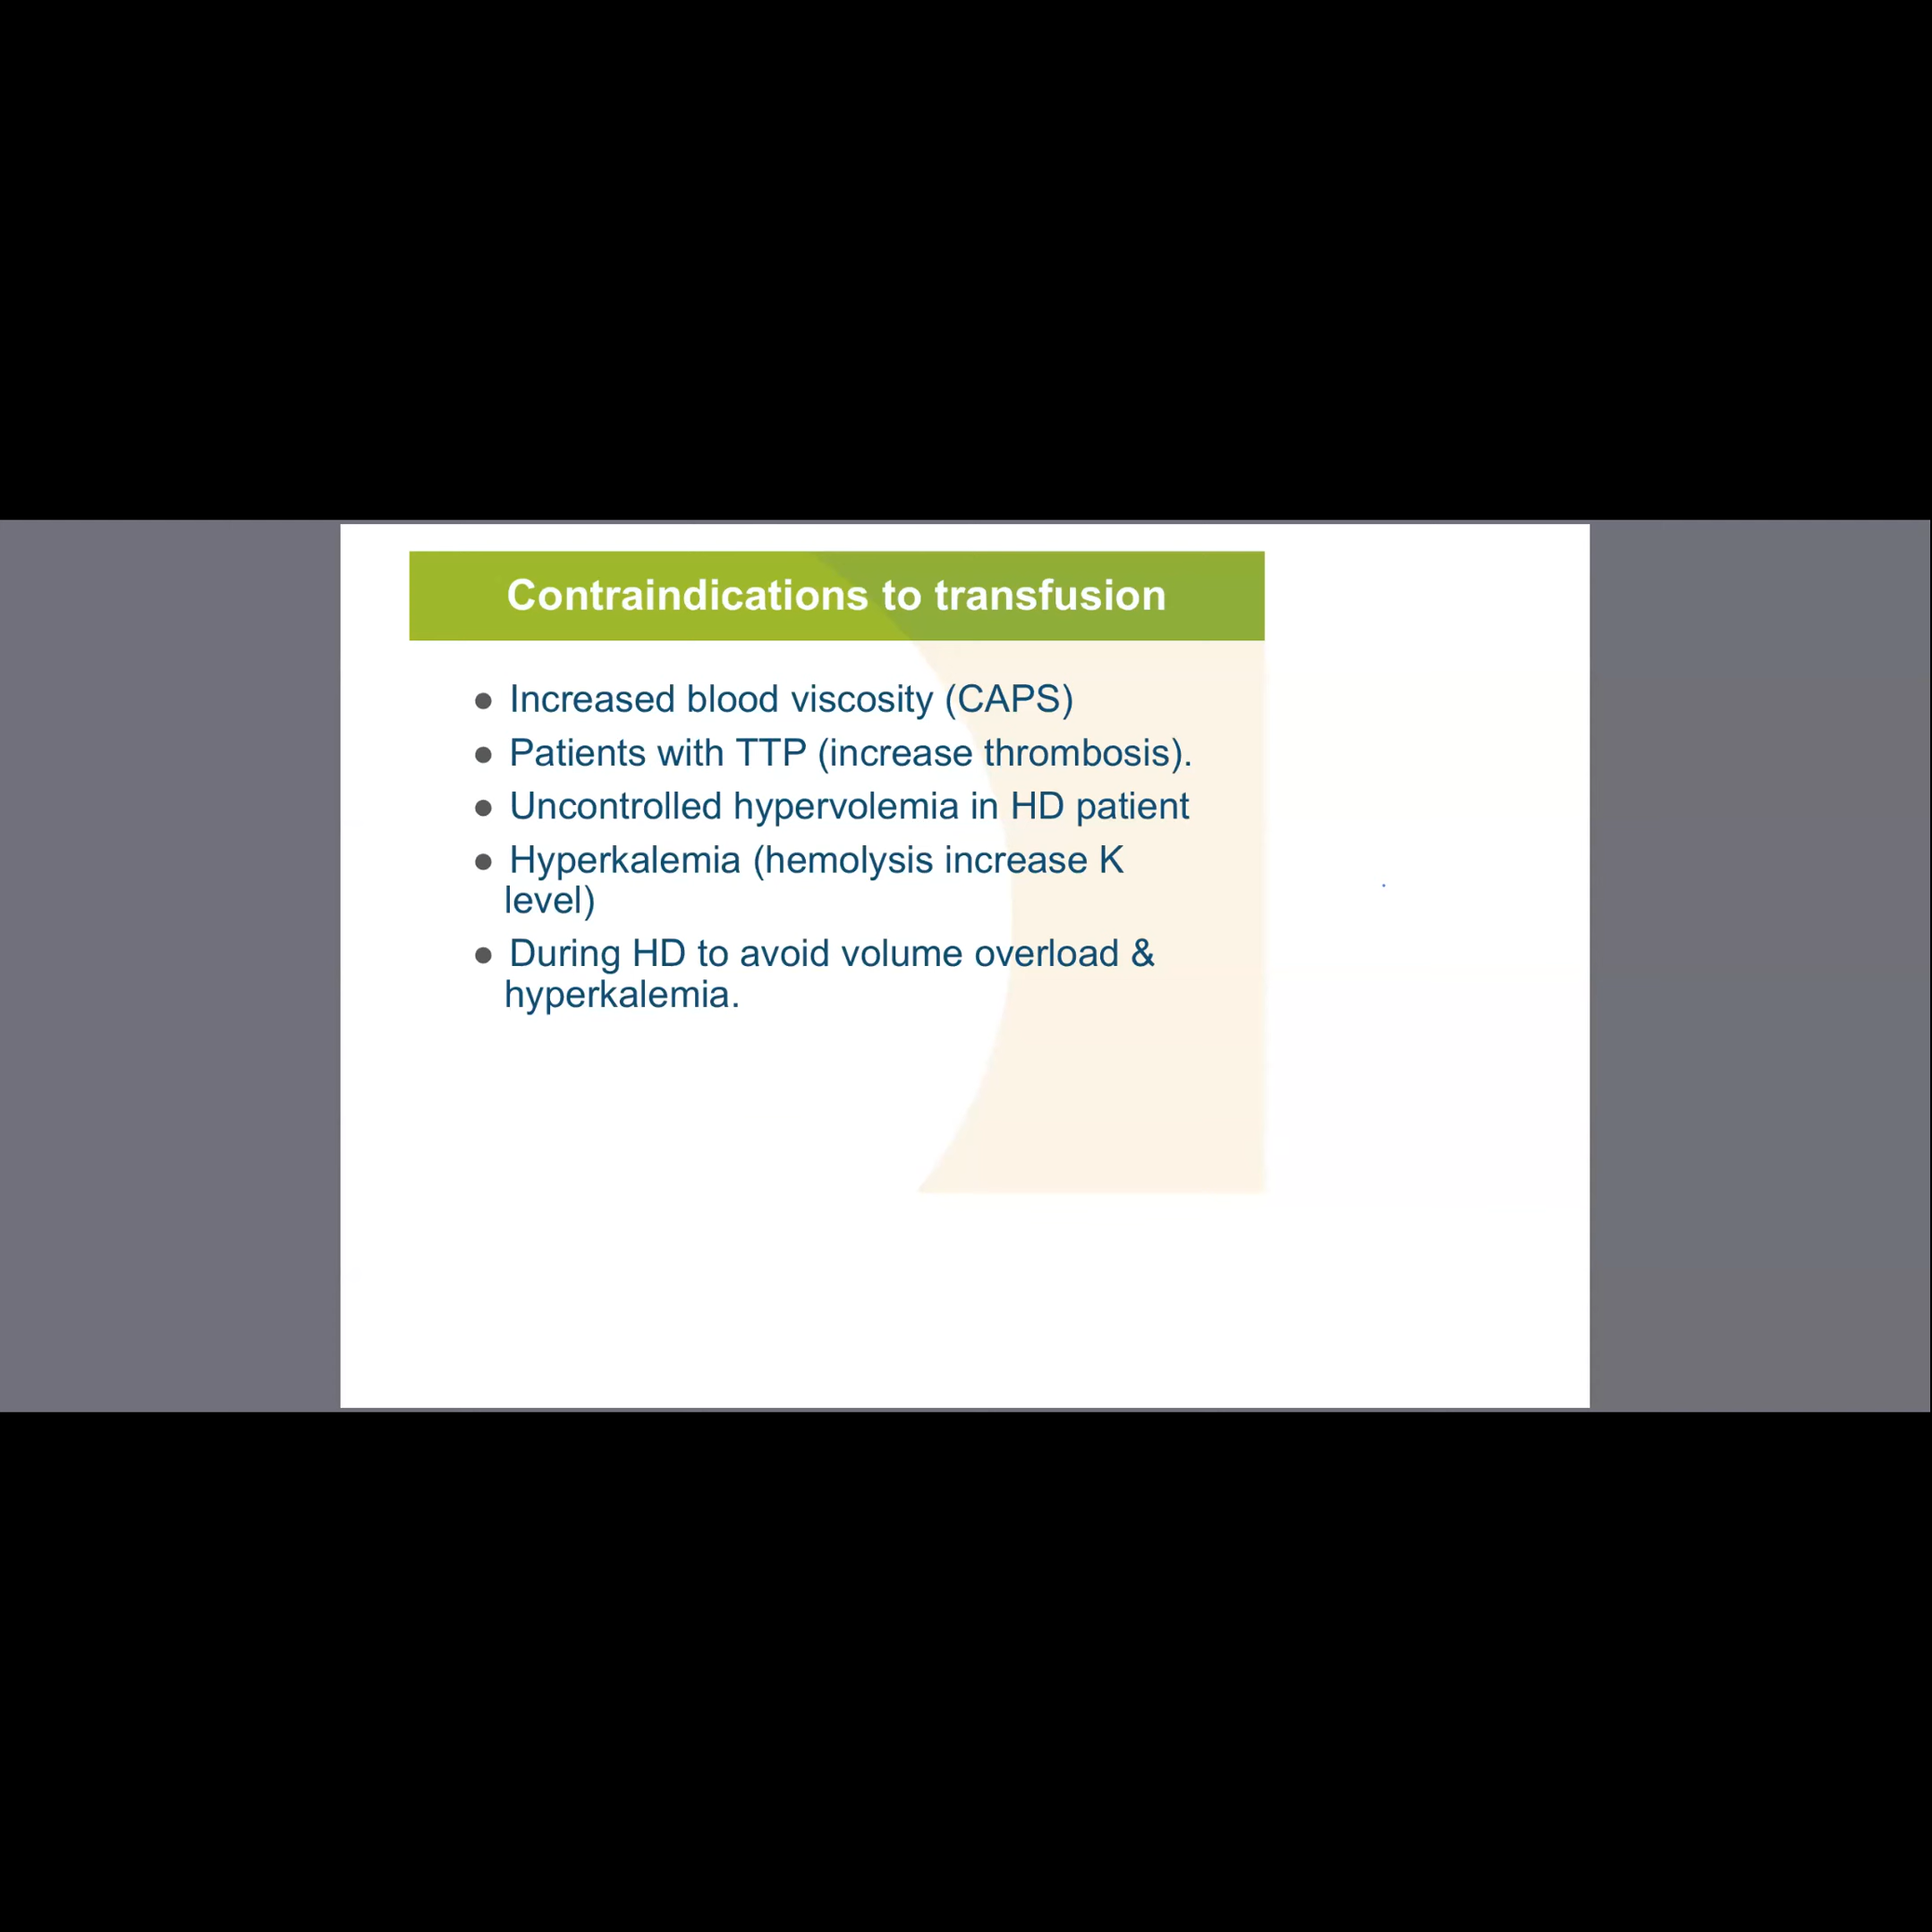 Contraindications to transfusion
● Increased blood viscosity (CAPS)
● Patients with TTP (increase thrombosis).
● Uncontrolled hypervolemia in HD patient
● Hyperkalemia (hemolysis increase K
level)
● During HD to avoid volume overload &
hyperkalemia.